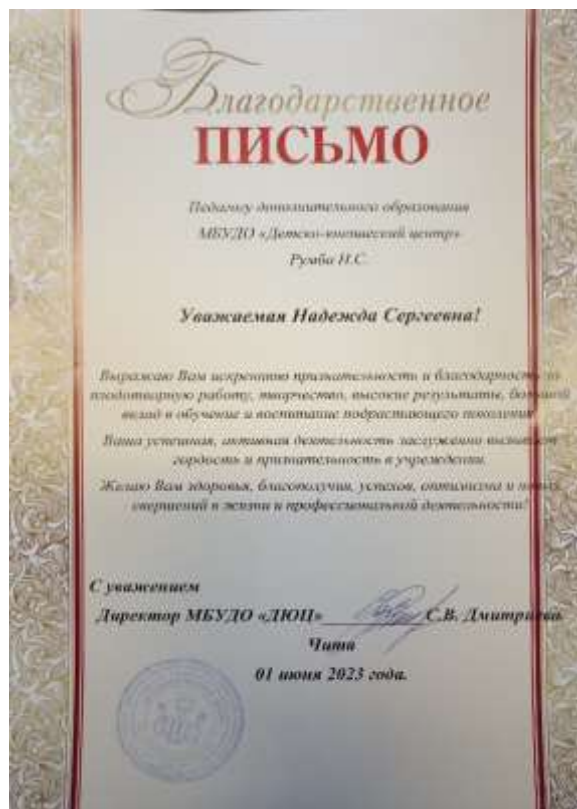 Благодарственное
ПИСЬМО
Педагогу дополнительного образования
МБУДО «Детско-юношеский центр»
Румба Н.С.
Уважаемая Надежда Сергеевна!
Выражаю Вам искреннюю признательность и благодарность за
плодотворную работу, творчество, высокие результаты, большой
вклад в обучение и воспитание подрастающего поколения
Ваша успешная, активная деятельность заслуженно вызывает
гордость и признательность в учреждении.
Желаю Вам здоровья, благополучия, успехов, оптимизма и новых
свершений в жизни и профессиональной деятельности!
С уважением
Директор МБУДО «ДЮЦ» С.В. Дмитриева
Чита
01 июня 2023 года.